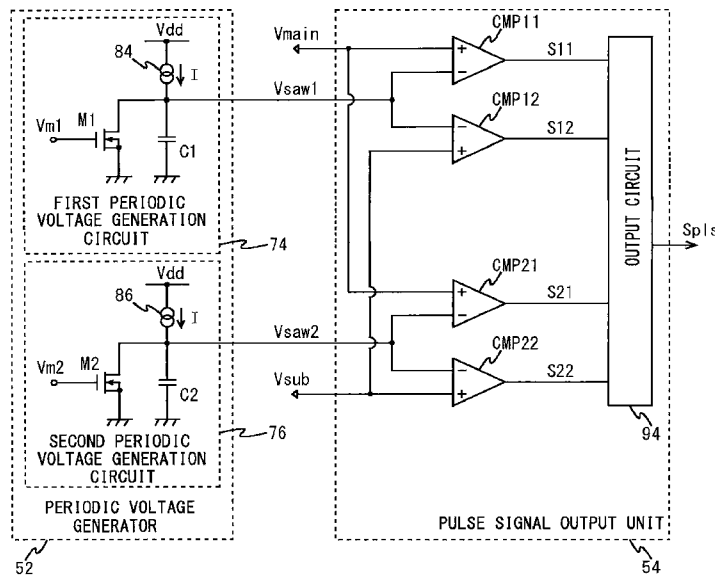 Vdd
84
I
M1
Vm1
C1
FIRST PERIODIC
VOLTAGE GENERATION
CIRCUIT
74
Vdd
86
I
M2
Vm2
C2
SECOND PERIODIC
VOLTAGE GENERATION
CIRCUIT
76
PERIODIC VOLTAGE
GENERATOR
52
Vmain
Vsaw1
Vsaw2
Vsub
CMP11
+
−
S11
CMP12
−
+
S12
CMP21
+
−
S21
CMP22
−
+
S22
OUTPUT CIRCUIT
94
Spls
PULSE SIGNAL OUTPUT UNIT
54